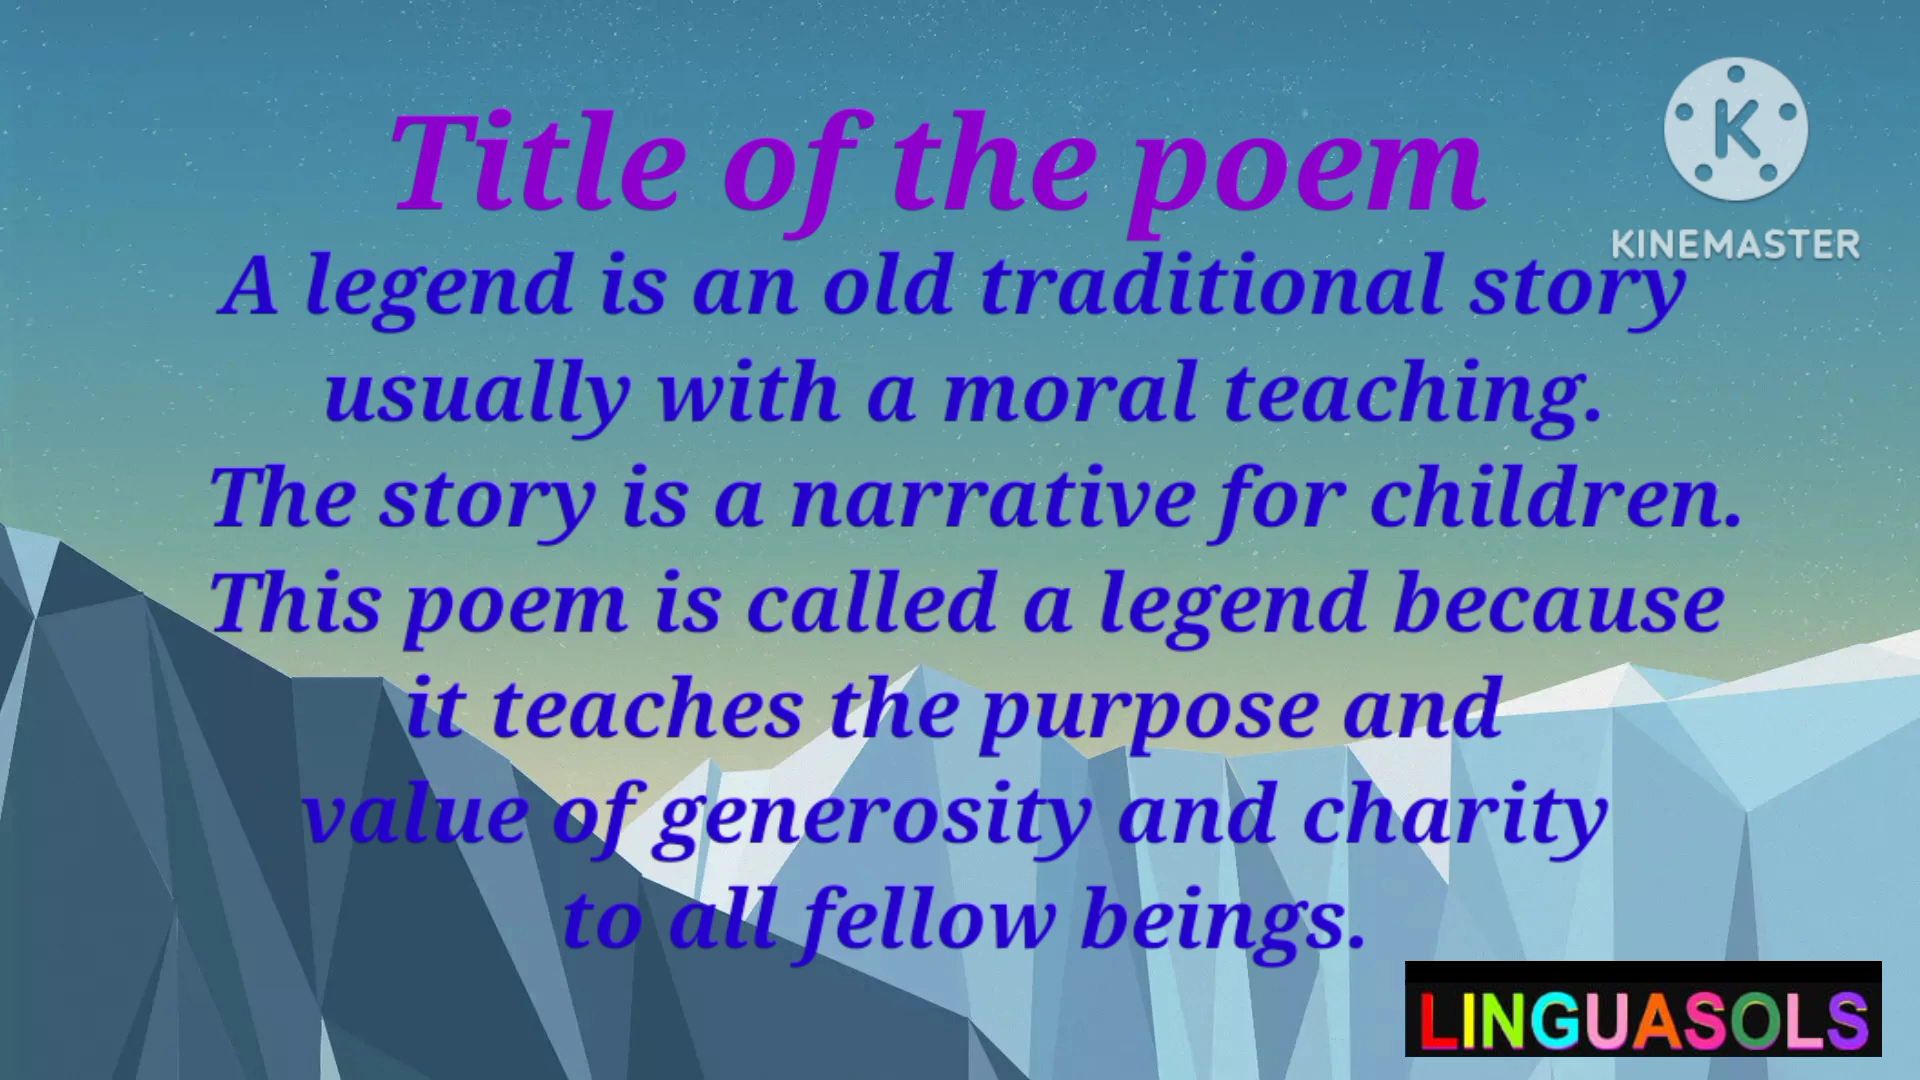 Title of the poem
K
KINEMASTER
A legend is an old traditional story
usually with a moral teaching.
The story is a narrative for children.
This poem is called a legend because
it teaches the purpose and
value of generosity and charity
to all fellow beings.
LINGUASOLS